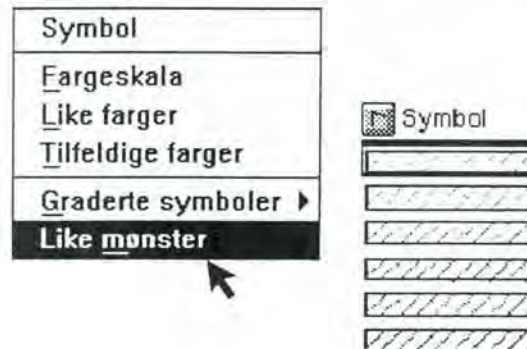 Symbol
Fargeskala
Like farger
Tilfeldige farger
Graderte symboler
Like mønster
Symbol